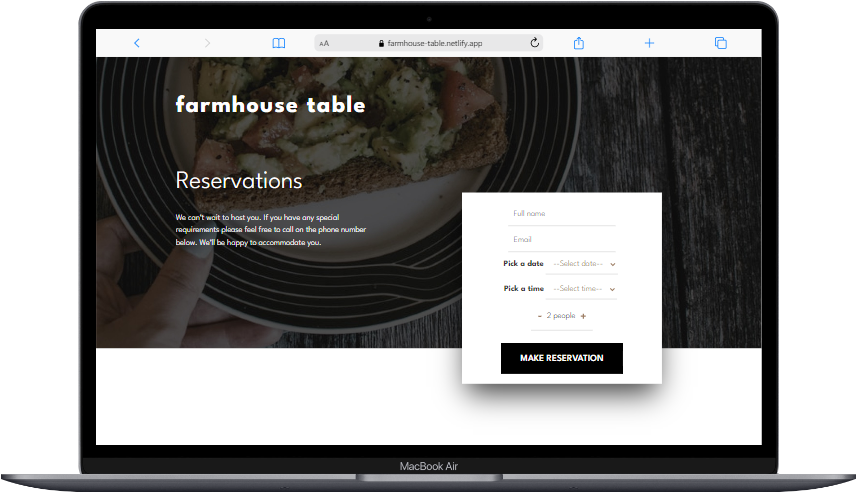 AA farmhouse-table.netlify.app
farmhouse table
Reservations
We can't wait to host you. If you have any special
requirements please feel free to call on the phone number
below. We'll be happy to accommodate you.
Full name
Email
Pick a date --Select date--
Pick a time --Select time--
- 2 people +
MAKE RESERVATION
MacBook Air